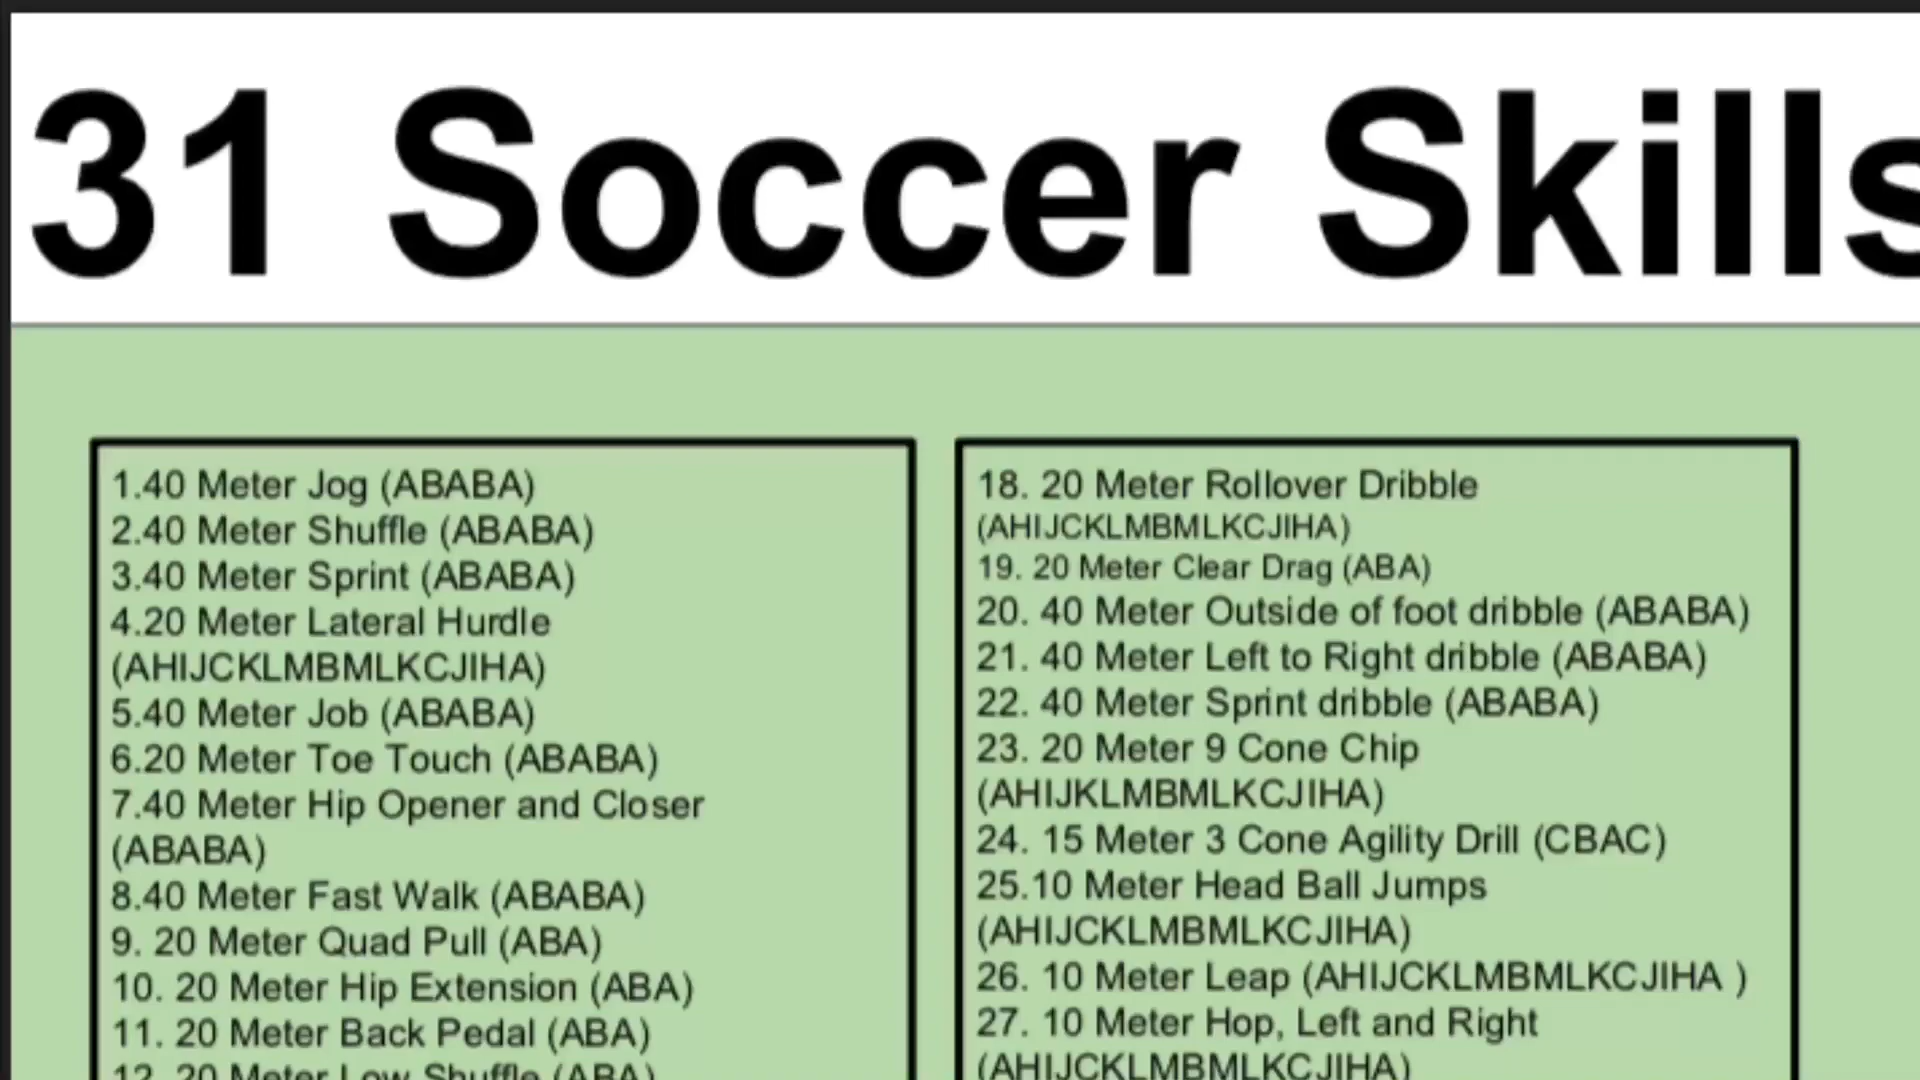 31 Soccer Skills
1.40 Meter Jog (ABABA)
2.40 Meter Shuffle (ABABA)
3.40 Meter Sprint (ABABA)
4.20 Meter Lateral Hurdle
(AHIJCKLMBMLKCJIHA)
5.40 Meter Job (ABABA)
6.20 Meter Toe Touch (ABABA)
7.40 Meter Hip Opener and Closer
(ABABA)
8.40 Meter Fast Walk (ABABA)
9. 20 Meter Quad Pull (ABA)
10. 20 Meter Hip Extension (ABA)
11. 20 Meter Back Pedal (ABA)
12. 20 Meter Low Shuffle (ABA)
18. 20 Meter Rollover Dribble
(AHIJCKLMBMLKCJIHA)
19. 20 Meter Clear Drag (ABA)
20. 40 Meter Outside of foot dribble (ABABA)
21. 40 Meter Left to Right dribble (ABABA)
22. 40 Meter Sprint dribble (ABABA)
23. 20 Meter 9 Cone Chip
(AHIJKLMBMLKCJIHA)
24. 15 Meter 3 Cone Agility Drill (CBAC)
25.10 Meter Head Ball Jumps
(AHIJCKLMBMLKCJIHA)
26. 10 Meter Leap (AHIJCKLMBMLKCJIHA )
27. 10 Meter Hop, Left and Right
(AHIJCKLMBMLKCJIHA)